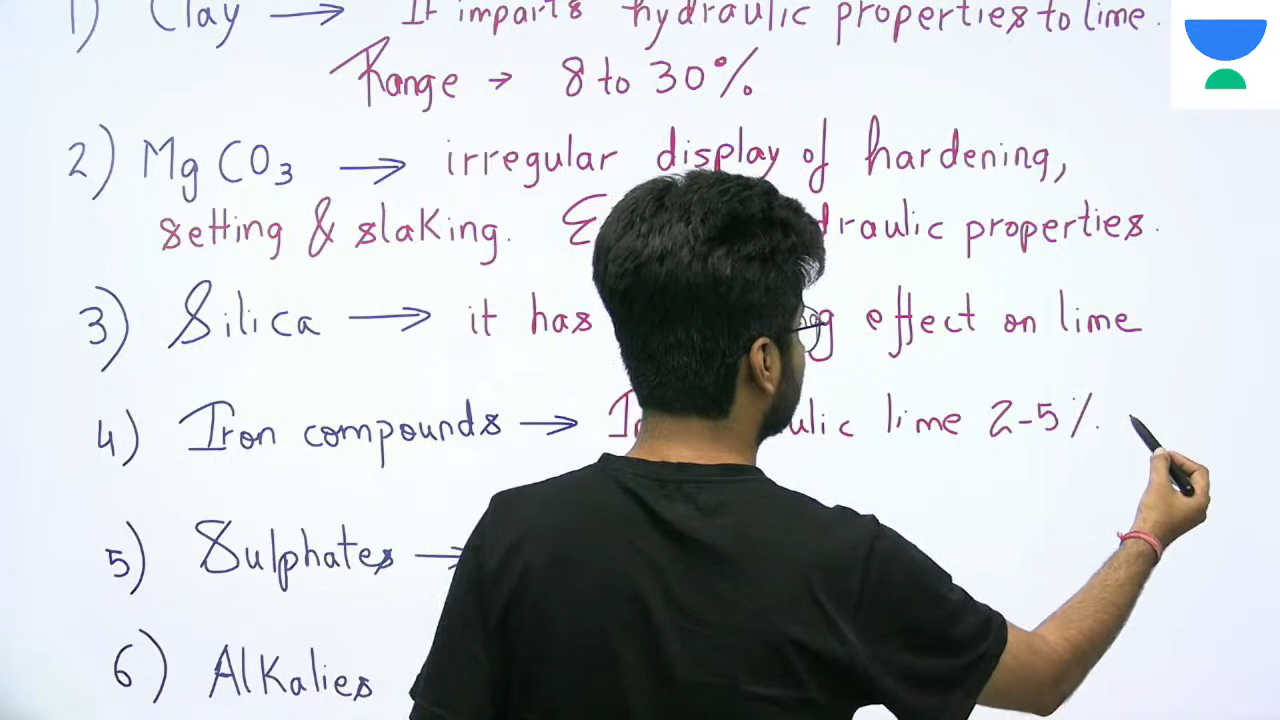 1) Clay → It imparts hydraulic properties to lime.
Range → 8 to 30%.
2) MgCO3 → irregular display of hardening,
setting & slaking. properties.
3) Silica → it has effect on lime
4) Iron compounds → lime 2-5%.
5) Sulphates →
6) Alkalies